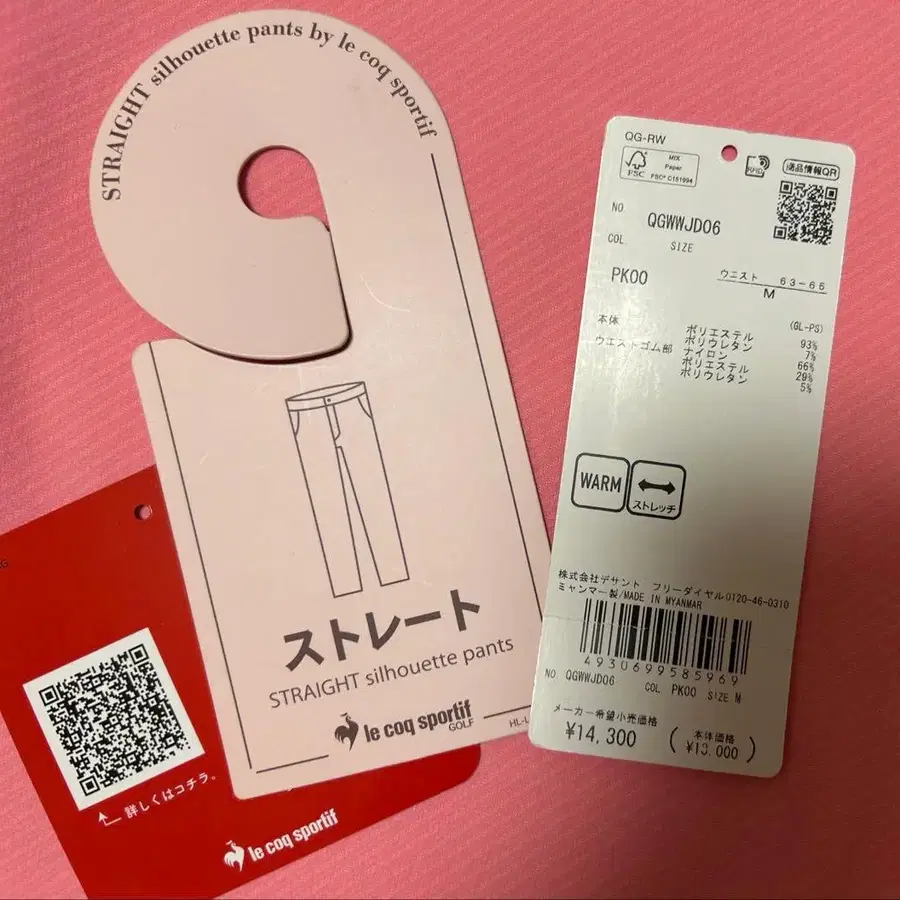 STRAIGHT silhouette pants by le coq sportif
ストレート
STRAIGHT silhouette pants
le coq sportif
GOLF
HL-L
詳しくはコチラ。
le coq sportif
QG-RW
FSC
MIX
Paper
FSC® C151994
RFID
商品情報QR
NO
QGWWJD06
COL.
SIZE
PK00
ウエスト 63-66
M
(GL-PS)
本体 ポリエステル 93%
ポリウレタン 7%
ウエストゴム部 ナイロン 66%
ポリエステル 29%
ポリウレタン 5%
WARM
ストレッチ
株式会社デサント フリーダイヤル0120-46-0310
ミャンマー製/MADE IN MYANMAR
4930699585969
NO QGWWJD06 COL. PK00 SIZE M
メーカー希望小売価格
¥14,300 (本体価格 ¥13,000)